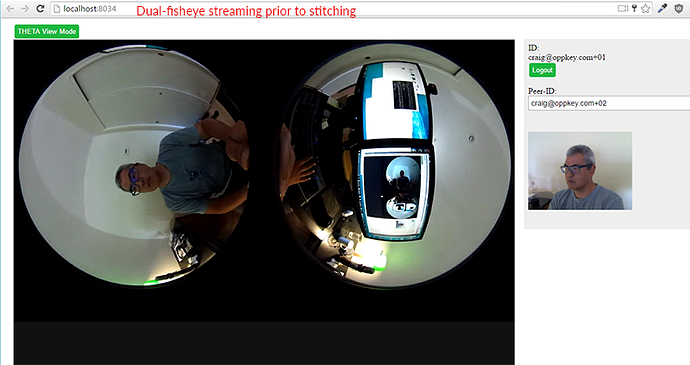 localhost:8034
Dual-fisheye streaming prior to stitching
THETA View Mode
ID:
craig@oppkey.com+01
Logout
Peer-ID:
craig@oppkey.com+02